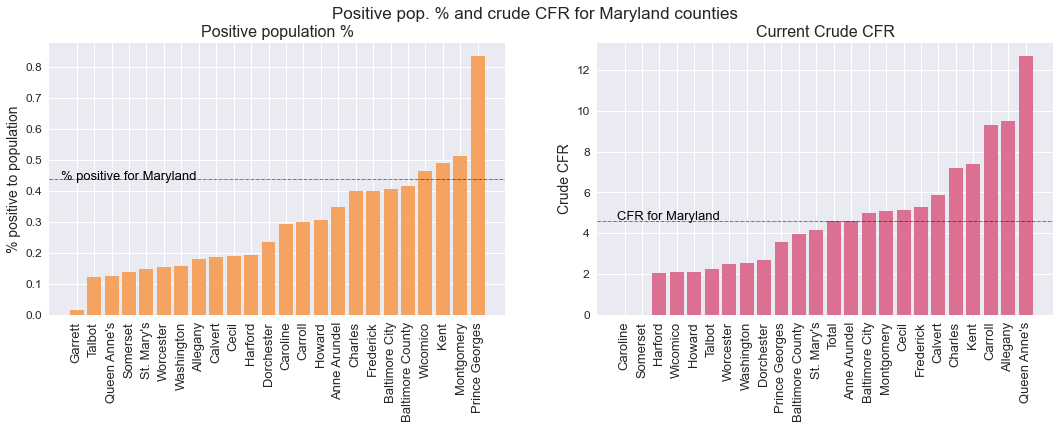 Positive pop. % and crude CFR for Maryland counties
Positive population %
% positive to population
0.8
0.7
0.6
0.5
0.4
0.3
0.2
0.1
0.0
% positive for Maryland
Garrett
Talbot
Queen Anne's
Somerset
St. Mary's
Worcester
Washington
Allegany
Calvert
Cecil
Harford
Dorchester
Caroline
Carroll
Howard
Anne Arundel
Charles
Frederick
Baltimore City
Baltimore County
Wicomico
Kent
Montgomery
Prince Georges
Current Crude CFR
Crude CFR
12
10
8
6
4
2
0
CFR for Maryland
Caroline
Somerset
Harford
Wicomico
Howard
Talbot
Worcester
Washington
Dorchester
Prince Georges
Baltimore County
St. Mary's
Total
Anne Arundel
Baltimore City
Montgomery
Cecil
Frederick
Calvert
Charles
Kent
Carroll
Allegany
Queen Anne's